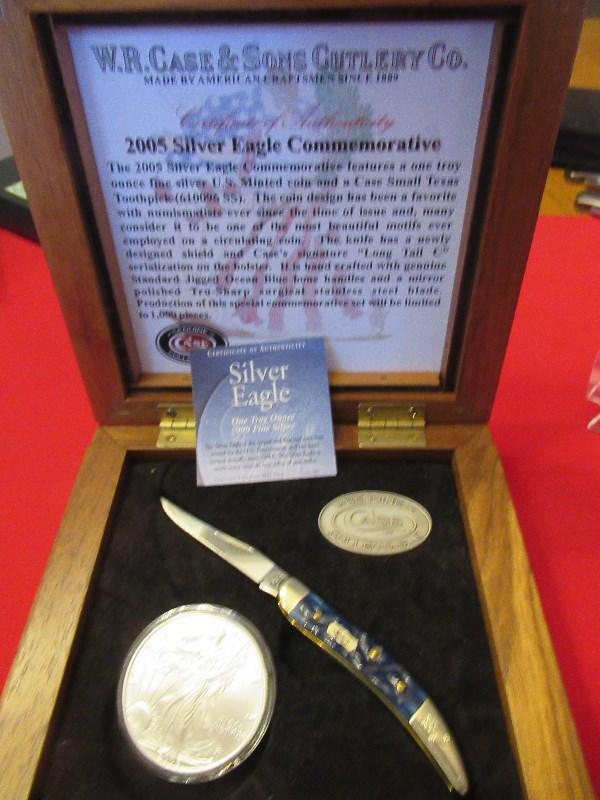 W.R. CASE & SONS CUTLERY CO.
MADE BY AMERICAN CRAFTSMEN SINCE 1889
Certificate of Authenticity
2005 Silver Eagle Commemorative
The 2005 Silver Eagle Commemorative features a one troy
ounce fine silver U.S. Minted coin and a Case Small Texas
Toothpick (610096 SS). The coin design has been a favorite
with numismatists ever since its time of issue and, many
consider it to be one of the most beautiful motifs ever
employed on a circulating coin. The knife has a newly
designed shield and Case's signature "Long Tail C"
serialization on the bolster. It is hand crafted with genuine
Standard Jigged Ocean Blue bone handles and a mirror
polished Tru-Sharp surgical stainless steel blade.
Production of this special commemorative set will be limited
to 1,000 pieces.
CASE
CERTIFICATE OF AUTHENTICITY
Silver
Eagle
One Troy Ounce
.999 Fine Silver
CASE